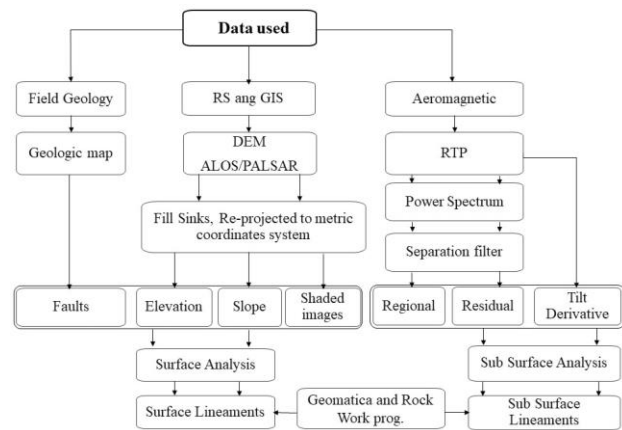 Data used
Field Geology
RS ang GIS
Aeromagnetic
Geologic map
DEM
ALOS/PALSAR
RTP
Fill Sinks, Re-projected to metric
coordinates system
Power Spectrum
Separation filter
Faults
Elevation
Slope
Shaded
images
Regional
Residual
Tilt
Derivative
Surface Analysis
Sub Surface Analysis
Surface Lineaments
Geomatica and Rock
Work prog.
Sub Surface
Lineaments